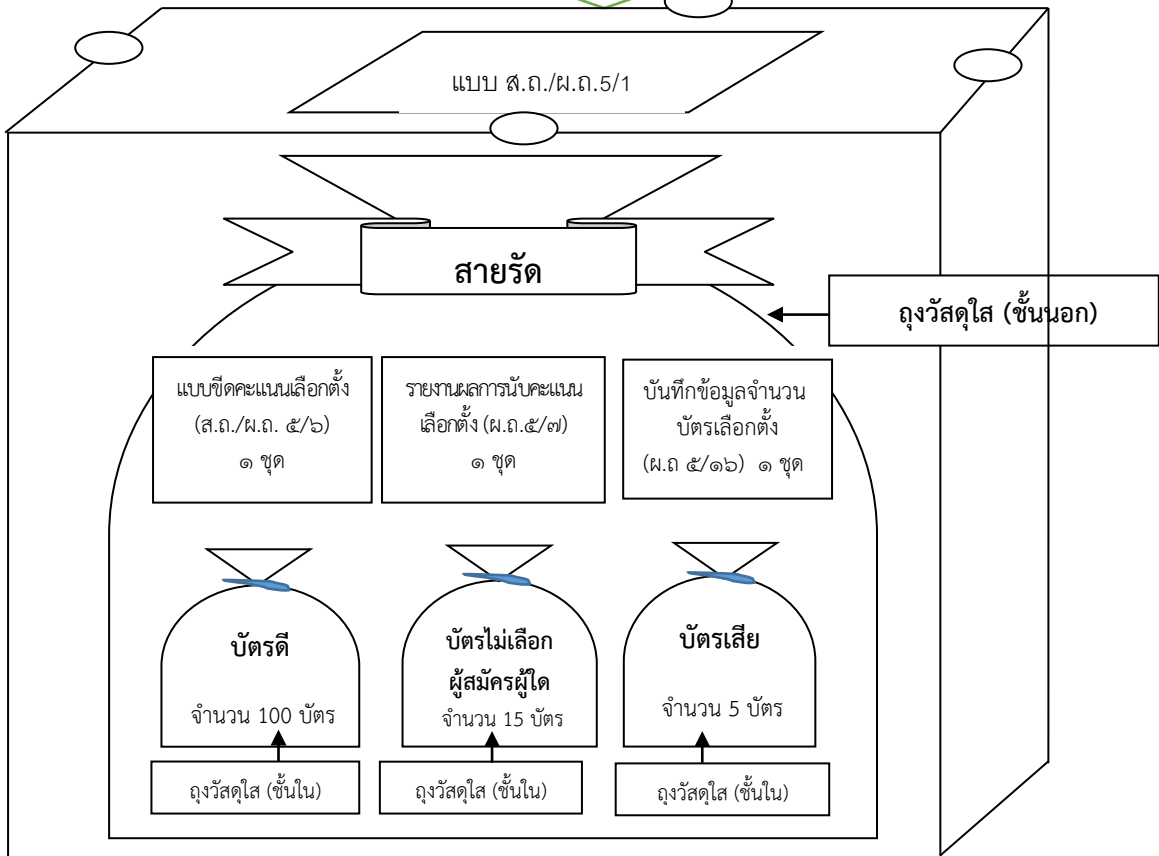 แบบ ส.ถ./ผ.ถ.5/1
สายรัด
ถุงวัสดุใส (ชั้นนอก)
แบบขีดคะแนนเลือกตั้ง
(ส.ถ./ผ.ถ. ๕/๖)
๑ ชุด
รายงานผลการนับคะแนน
เลือกตั้ง (ผ.ถ.๕/๗)
๑ ชุด
บันทึกข้อมูลจำนวน
บัตรเลือกตั้ง
(ผ.ถ ๕/๑๖) ๑ ชุด
บัตรดี
จำนวน 100 บัตร
บัตรไม่เลือก
ผู้สมัครผู้ใด
จำนวน 15 บัตร
บัตรเสีย
จำนวน 5 บัตร
ถุงวัสดุใส (ชั้นใน)
ถุงวัสดุใส (ชั้นใน)
ถุงวัสดุใส (ชั้นใน)